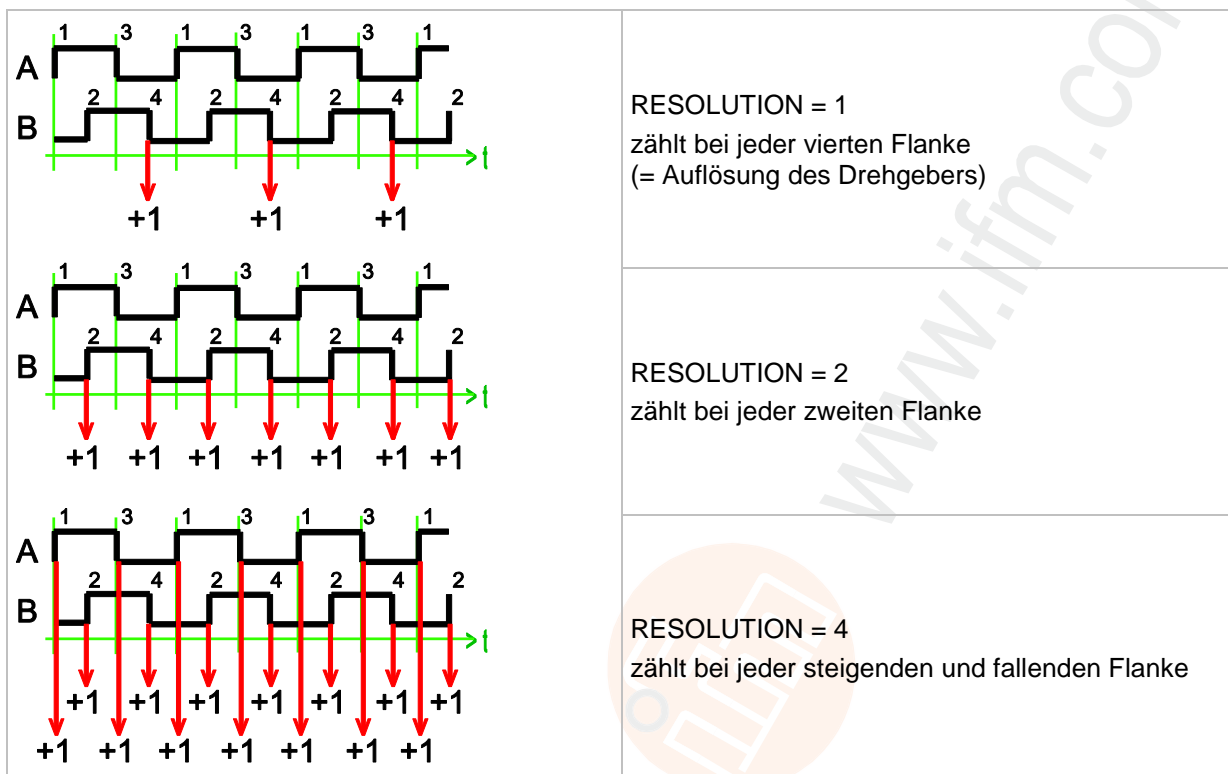 1 3 1 3 1 3 1
A
2 4 2 4 2 4 2
B
t
+1 +1 +1
RESOLUTION = 1
zählt bei jeder vierten Flanke
(= Auflösung des Drehgebers)
1 3 1 3 1 3 1
A
2 4 2 4 2 4 2
B
t
+1 +1 +1 +1 +1 +1 +1
RESOLUTION = 2
zählt bei jeder zweiten Flanke
1 3 1 3 1 3 1
A
2 4 2 4 2 4 2
B
t
+1 +1 +1 +1 +1 +1 +1
+1 +1 +1 +1 +1 +1 +1
RESOLUTION = 4
zählt bei jeder steigenden und fallenden Flanke
www.ifm.com
ifm